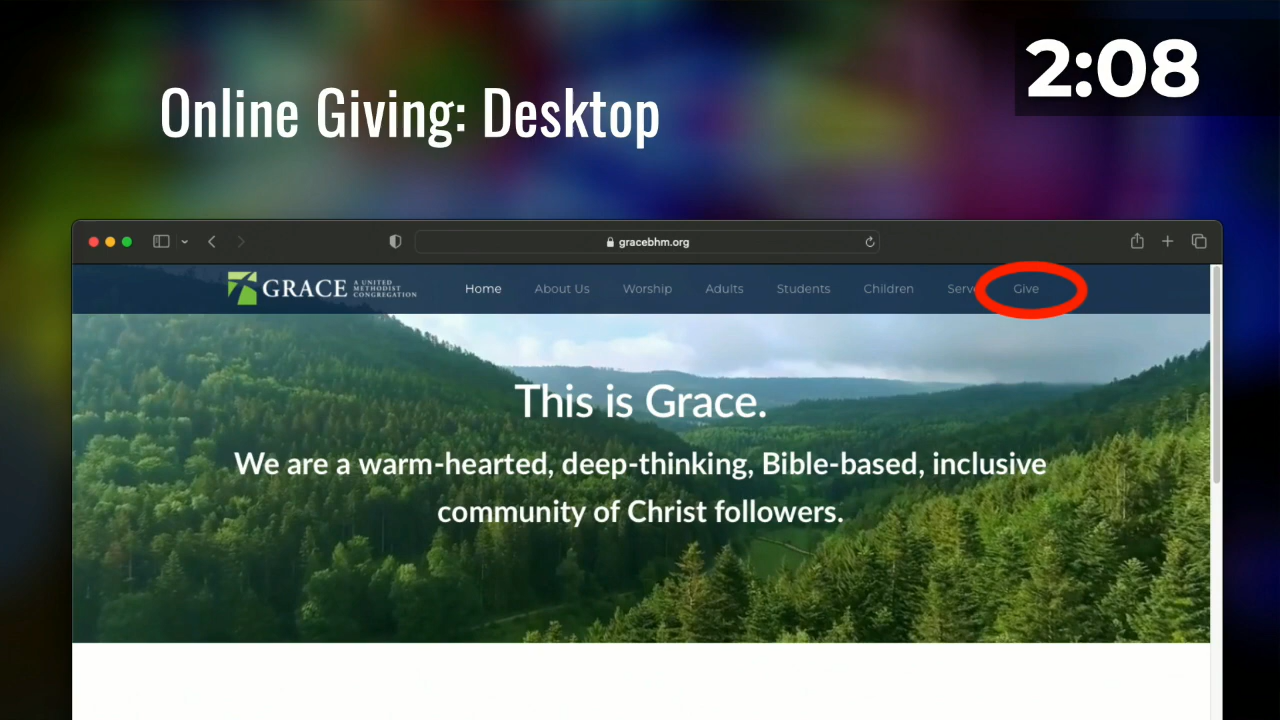 2:08
Online Giving: Desktop
gracebhm.org
GRACE A UNITED
METHODIST
CONGREGATION
Home About Us Worship Adults Students Children Serve Give
This is Grace.
We are a warm-hearted, deep-thinking, Bible-based, inclusive
community of Christ followers.